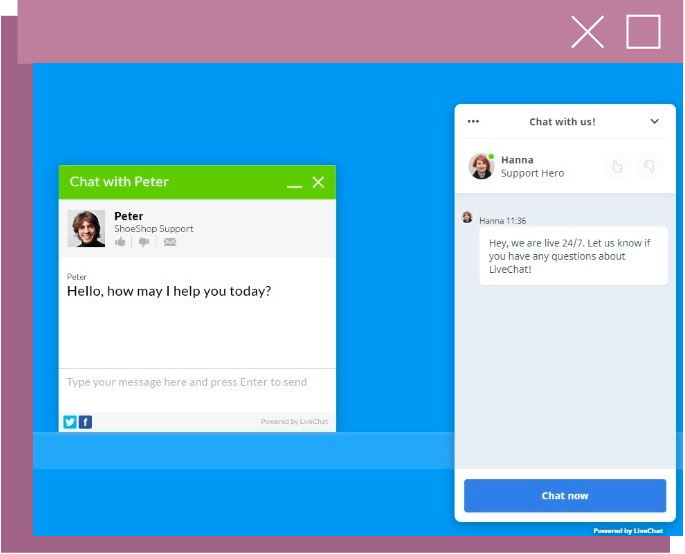 Chat with Peter
Peter
ShoeShop Support
Peter
Hello, how may I help you today?
Type your message here and press Enter to send
Powered by LiveChat
Chat with us!
Hanna
Support Hero
Hanna 11:36
Hey, we are live 24/7. Let us know if
you have any questions about
LiveChat!
Chat now
Powered by LiveChat